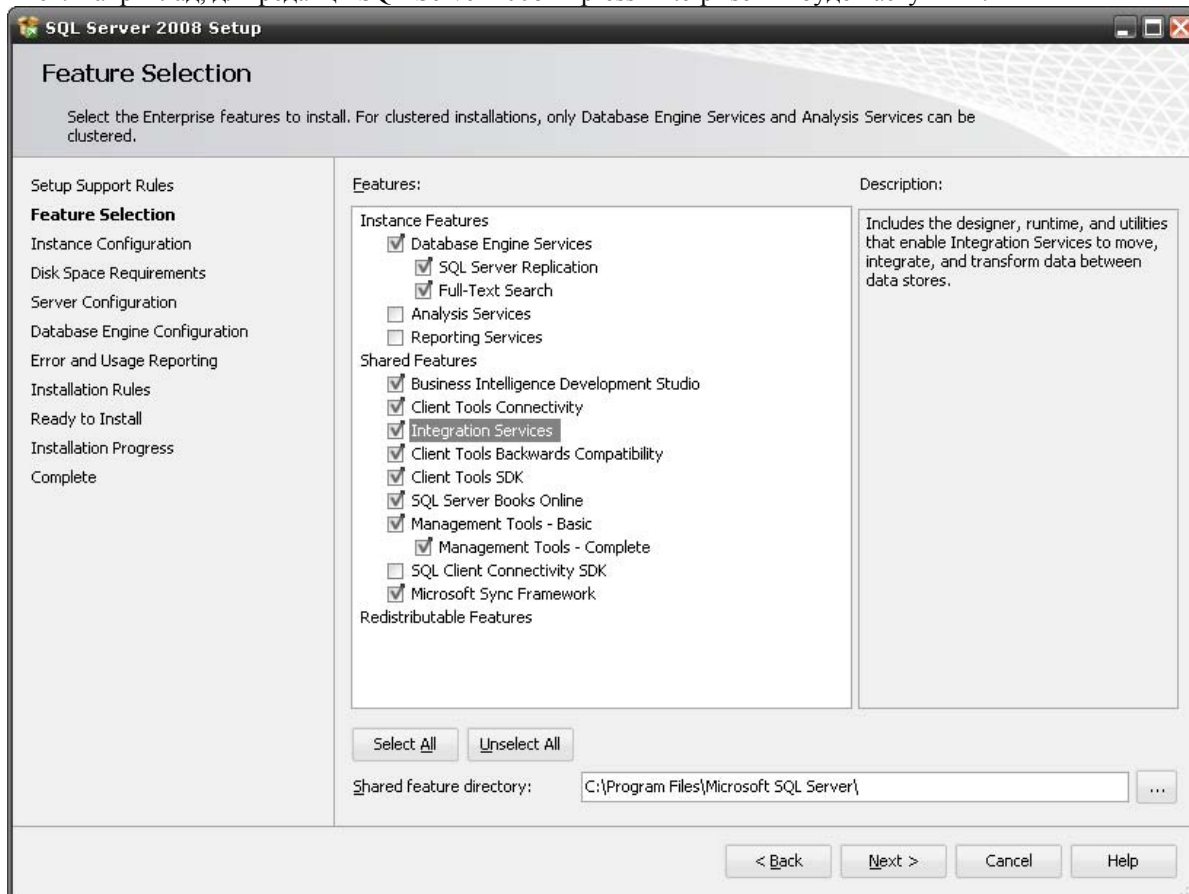 SQL Server 2008 Setup
Feature Selection
Select the Enterprise features to install. For clustered installations, only Database Engine Services and Analysis Services can be
clustered.
Setup Support Rules
Feature Selection
Instance Configuration
Disk Space Requirements
Server Configuration
Database Engine Configuration
Error and Usage Reporting
Installation Rules
Ready to Install
Installation Progress
Complete
Features:
Instance Features
Database Engine Services
SQL Server Replication
Full-Text Search
Analysis Services
Reporting Services
Shared Features
Business Intelligence Development Studio
Client Tools Connectivity
Integration Services
Client Tools Backwards Compatibility
Client Tools SDK
SQL Server Books Online
Management Tools - Basic
Management Tools - Complete
SQL Client Connectivity SDK
Microsoft Sync Framework
Redistributable Features
Description:
Includes the designer, runtime, and utilities
that enable Integration Services to move,
integrate, and transform data between
data stores.
Select All
Unselect All
Shared feature directory:
C:\Program Files\Microsoft SQL Server\
...
< Back
Next >
Cancel
Help